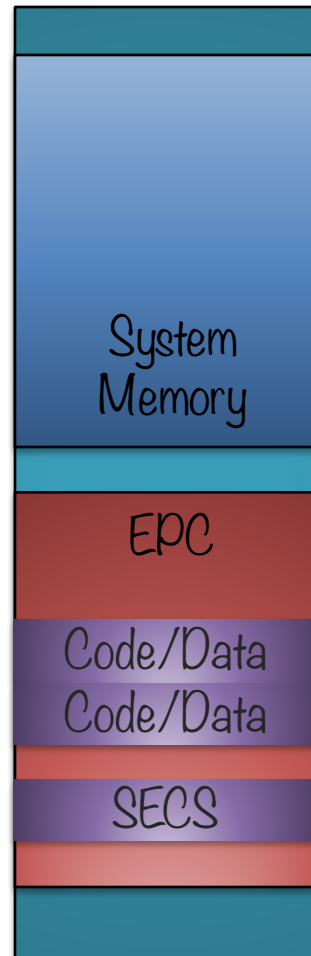 System
Memory
EPC
Code/Data
Code/Data
SECS